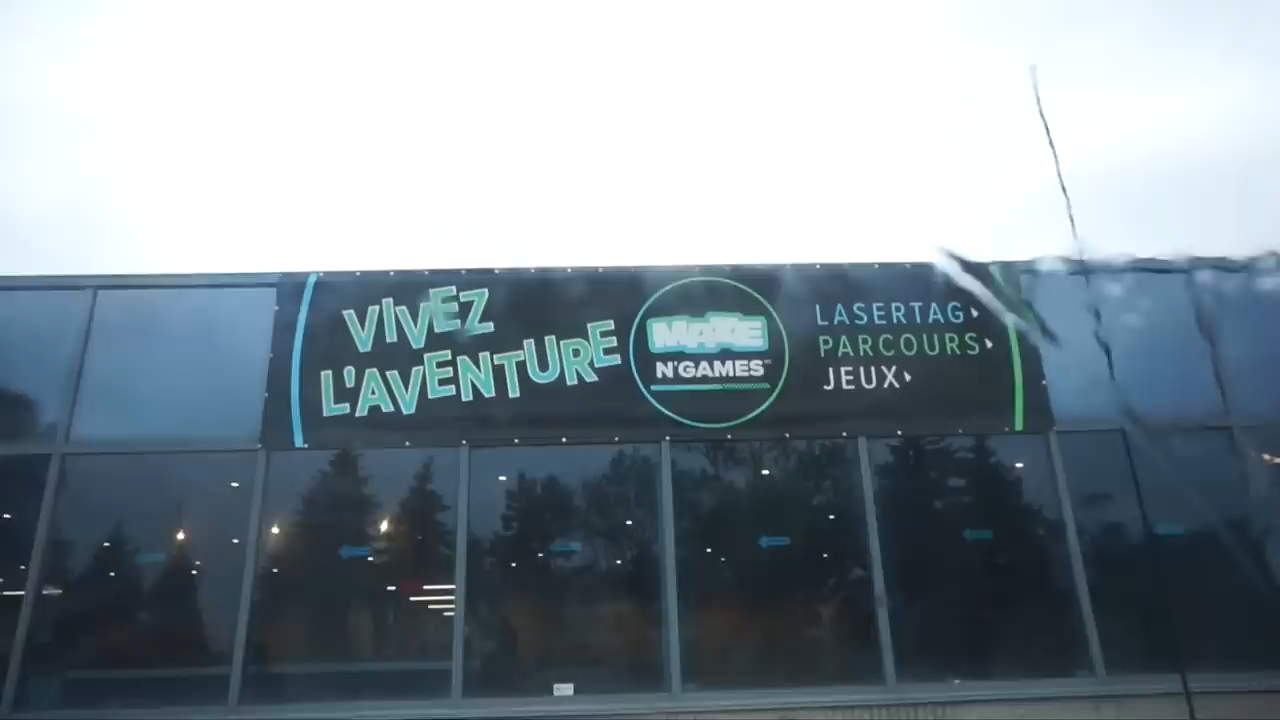 VIVEZ
L'AVENTURE
MAZE
N'GAMES
LASERTAG
PARCOURS
JEUX